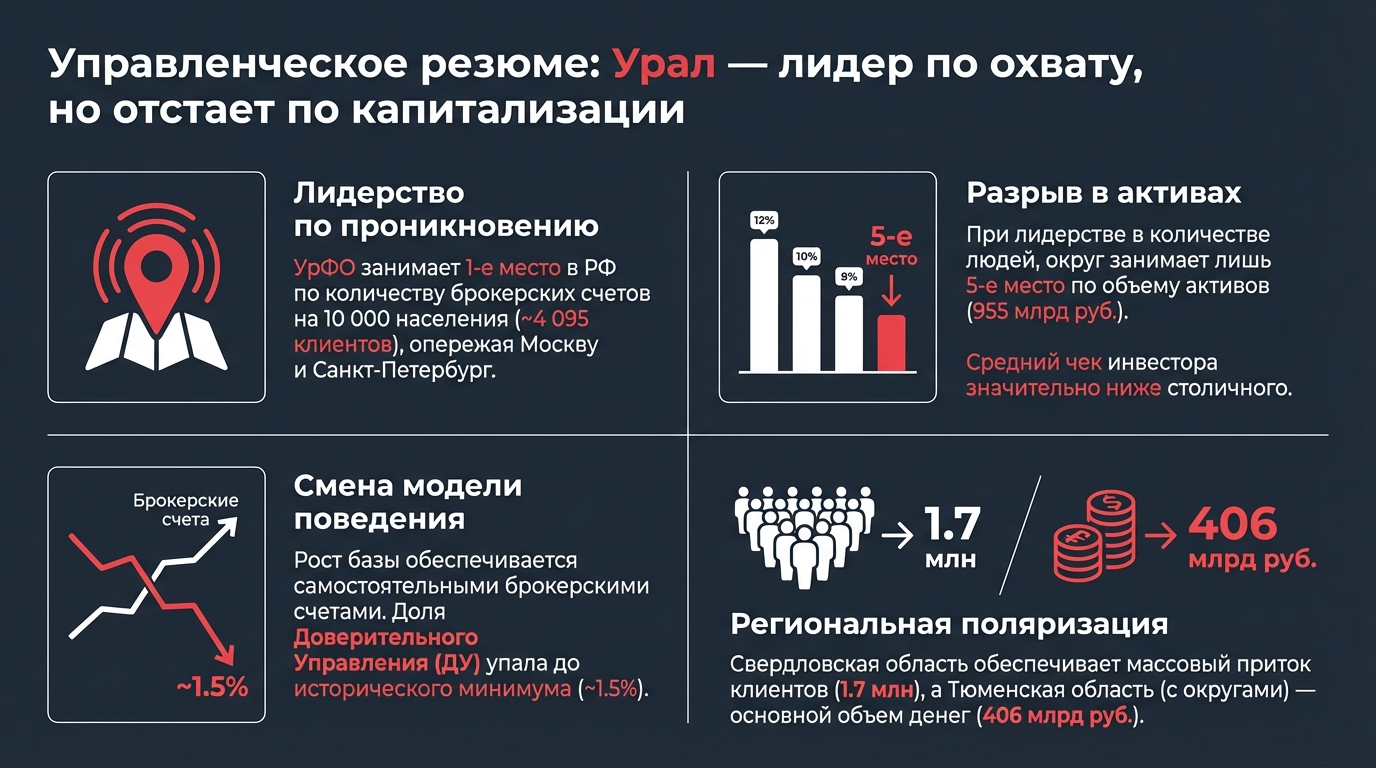 Управленческое резюме: Урал — лидер по охвату,
но отстает по капитализации
Лидерство
по проникновению
УрФО занимает 1-е место в РФ
по количеству брокерских счетов
на 10 000 населения (~4 095
клиентов), опережая Москву
и Санкт-Петербург.
12%
10%
9%
5-е
место
Разрыв в активах
При лидерстве в количестве
людей, округ занимает лишь
5-е место по объему активов
(955 млрд руб.).
Средний чек инвестора
значительно ниже столичного.
Брокерские
счета
~1.5%
Смена модели
поведения
Рост базы обеспечивается
самостоятельными брокерскими
счетами. Доля
Доверительного
Управления (ДУ) упала до
исторического минимума (~1.5%).
1.7
млн
406
млрд руб.
Региональная поляризация
Свердловская область обеспечивает массовый приток
клиентов (1.7 млн), а Тюменская область (с округами) —
основной объем денег (406 млрд руб.).